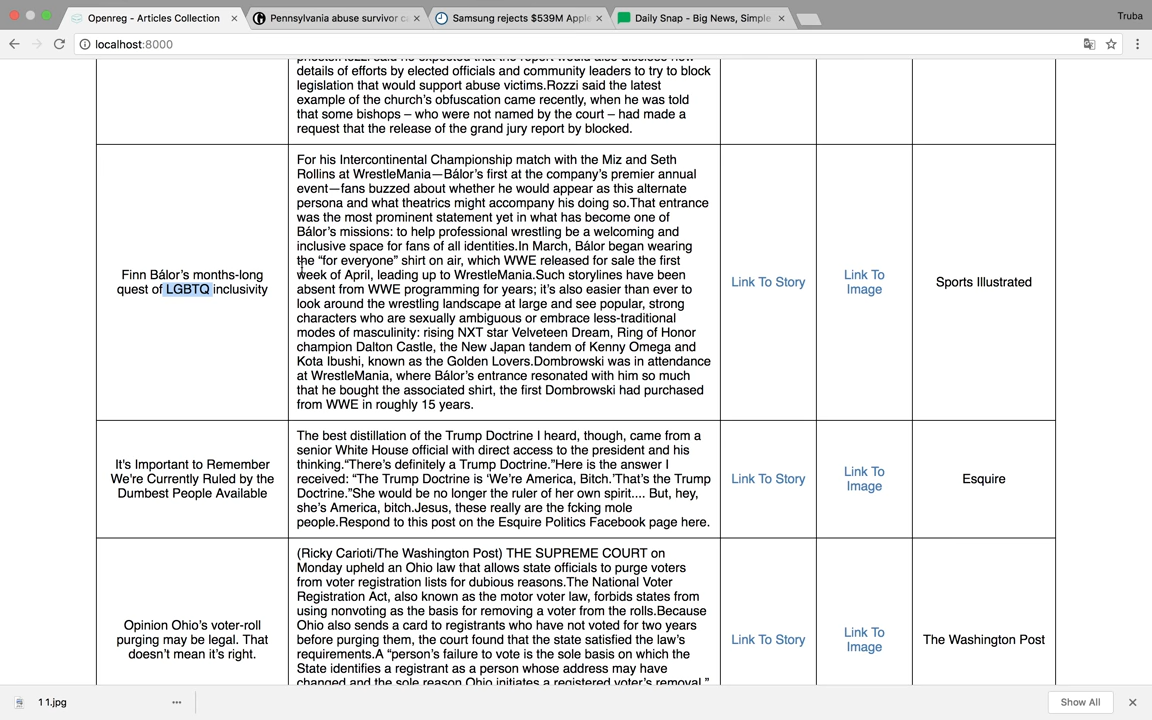 Openreg - Articles Collection
Pennsylvania abuse survivor c
Samsung rejects $539M Apple
Daily Snap - Big News, Simple
Truba
localhost:8000
details of efforts by elected officials and community leaders to try to block
legislation that would support abuse victims.Rozzi said the latest
example of the church's obfuscation came recently, when he was told
that some bishops – who were not named by the court – had made a
request that the release of the grand jury report by blocked.
Finn Bálor's months-long
quest of LGBTQ inclusivity
For his Intercontinental Championship match with the Miz and Seth
Rollins at WrestleMania—Bálor's first at the company's premier annual
event—fans buzzed about whether he would appear as this alternate
persona and what theatrics might accompany his doing so.That entrance
was the most prominent statement yet in what has become one of
Bálor's missions: to help professional wrestling be a welcoming and
inclusive space for fans of all identities.In March, Bálor began wearing
the “for everyone” shirt on air, which WWE released for sale the first
week of April, leading up to WrestleMania.Such storylines have been
absent from WWE programming for years; it's also easier than ever to
look around the wrestling landscape at large and see popular, strong
characters who are sexually ambiguous or embrace less-traditional
modes of masculinity: rising NXT star Velveteen Dream, Ring of Honor
champion Dalton Castle, the New Japan tandem of Kenny Omega and
Kota Ibushi, known as the Golden Lovers.Dombrowski was in attendance
at WrestleMania, where Bálor's entrance resonated with him so much
that he bought the associated shirt, the first Dombrowski had purchased
from WWE in roughly 15 years.
Link To Story
Link To
Image
Sports Illustrated
It's Important to Remember
We're Currently Ruled by the
Dumbest People Available
The best distillation of the Trump Doctrine I heard, though, came from a
senior White House official with direct access to the president and his
thinking.“There's definitely a Trump Doctrine.”Here is the answer I
received: “The Trump Doctrine is ‘We're America, Bitch.’That's the Trump
Doctrine.”She would be no longer the ruler of her own spirit.... But, hey,
she's America, bitch.Jesus, these really are the fcking mole
people.Respond to this post on the Esquire Politics Facebook page here.
Link To Story
Link To
Image
Esquire
Opinion Ohio's voter-roll
purging may be legal. That
doesn't mean it's right.
(Ricky Carioti/The Washington Post) THE SUPREME COURT on
Monday upheld an Ohio law that allows state officials to purge voters
from voter registration lists for dubious reasons.The National Voter
Registration Act, also known as the motor voter law, forbids states from
using nonvoting as the basis for removing a voter from the rolls.Because
Ohio also sends a card to registrants who have not voted for two years
before purging them, the court found that the state satisfied the law's
requirements.A “person's failure to vote is the sole basis on which the
State identifies a registrant as a person whose address may have
changed and the sole reason Ohio initiates a registered voter's removal,”
Link To Story
Link To
Image
The Washington Post
1 1.jpg
Show All